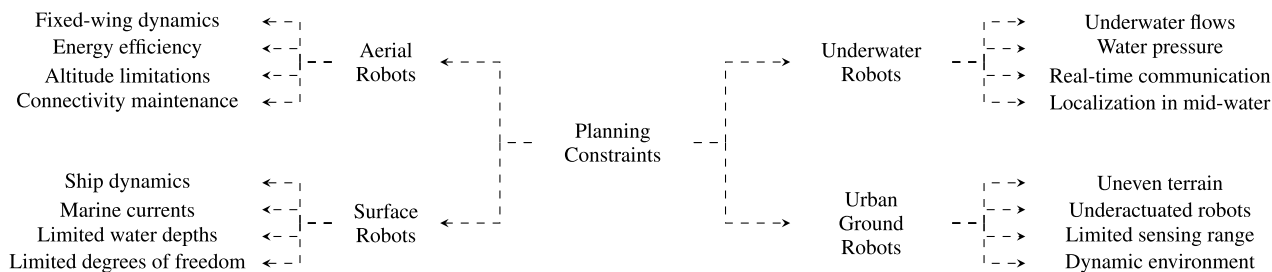 Fixed-wing dynamics
Energy efficiency
Altitude limitations
Connectivity maintenance
Aerial
Robots
Ship dynamics
Marine currents
Limited water depths
Limited degrees of freedom
Surface
Robots
Planning
Constraints
Underwater
Robots
Underwater flows
Water pressure
Real-time communication
Localization in mid-water
Urban
Ground
Robots
Uneven terrain
Underactuated robots
Limited sensing range
Dynamic environment